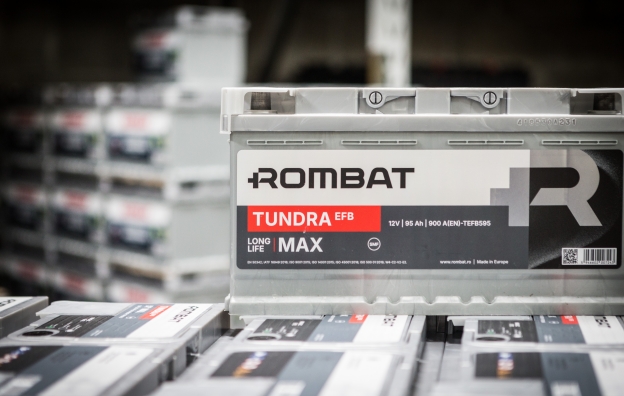 ROMBAT
TUNDRA EFB
12V | 95 Ah | 900 A(EN)-TEFB595
LONG LIFE
MAX
www.rombat.ro | Made in Europe